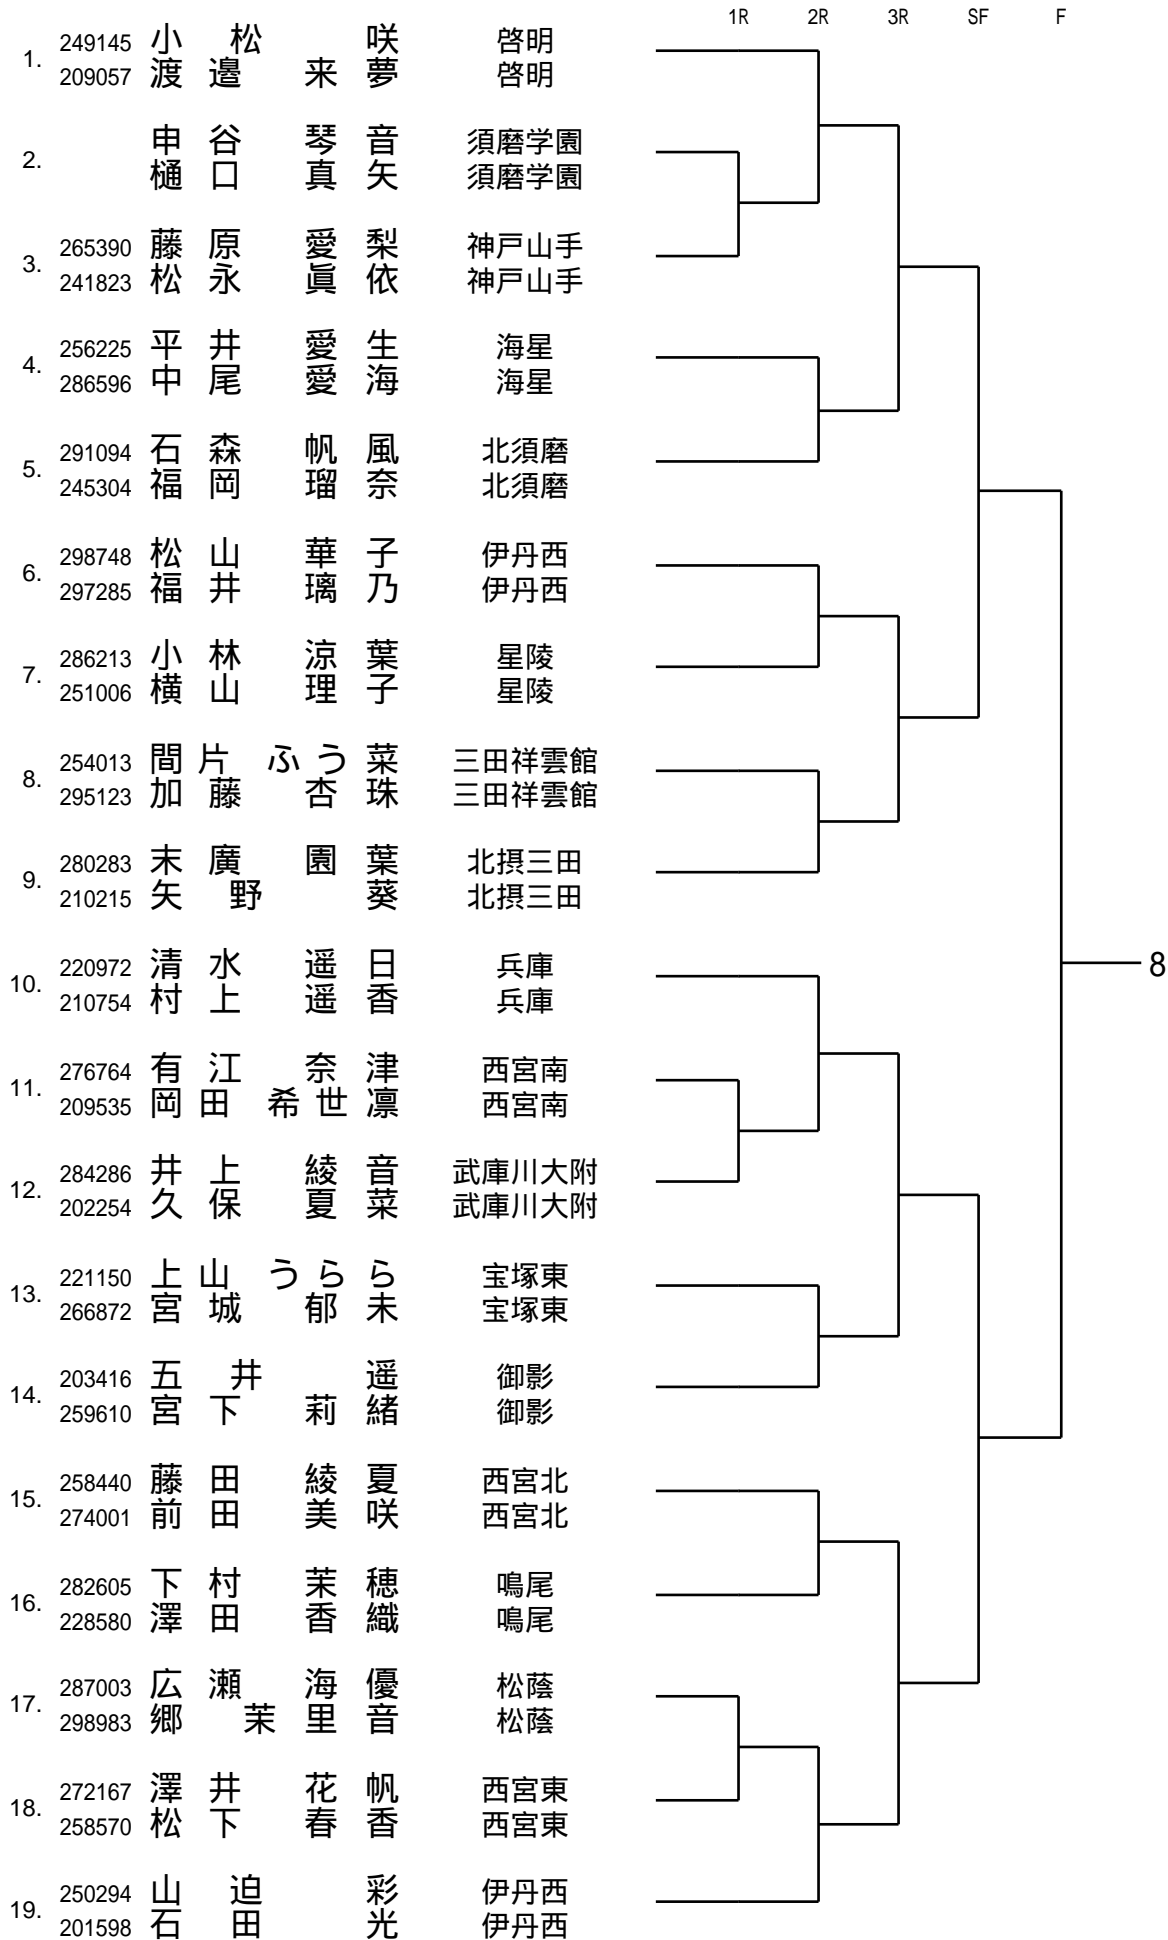 1R 2R 3R SF F
1. 249145 小松 咲 啓明
209057 渡邉 来夢 啓明
2. 申谷 琴音 須磨学園
樋口 真矢 須磨学園
3. 265390 藤原 愛梨 神戸山手
241823 松永 眞依 神戸山手
4. 256225 平井 愛生 海星
286596 中尾 愛海 海星
5. 291094 石森 帆風 北須磨
245304 福岡 瑠奈 北須磨
6. 298748 松山 華子 伊丹西
297285 福井 璃乃 伊丹西
7. 286213 小林 涼葉 星陵
251006 横山 理子 星陵
8. 254013 間片 ふう菜 三田祥雲館
295123 加藤 杏珠 三田祥雲館
9. 280283 末廣 園葉 北摂三田
210215 矢野 葵 北摂三田
10. 220972 清水 遥日 兵庫
210754 村上 遥香 兵庫
8
11. 276764 有江 奈津 西宮南
209535 岡田 希世凛 西宮南
12. 284286 井上 綾音 武庫川大附
202254 久保 夏菜 武庫川大附
13. 221150 上山 うらら 宝塚東
266872 宮城 郁未 宝塚東
14. 203416 五井 遥 御影
259610 宮下 莉緒 御影
15. 258440 藤田 綾夏 西宮北
274001 前田 美咲 西宮北
16. 282605 下村 茉穂 鳴尾
228580 澤田 香織 鳴尾
17. 287003 広瀬 海優 松蔭
298983 郷 茉里音 松蔭
18. 272167 澤井 花帆 西宮東
258570 松下 春香 西宮東
19. 250294 山迫 彩 伊丹西
201598 石田 光 伊丹西